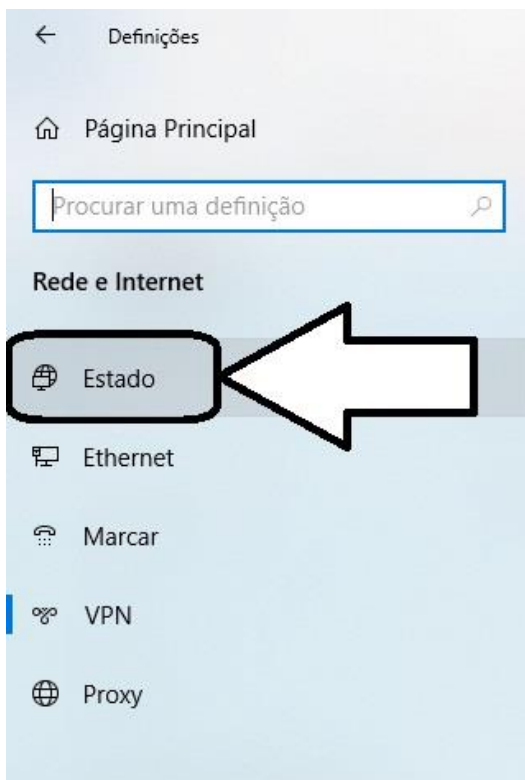 Definições
Página Principal
Procurar uma definição
Rede e Internet
Estado
Ethernet
Marcar
VPN
Proxy